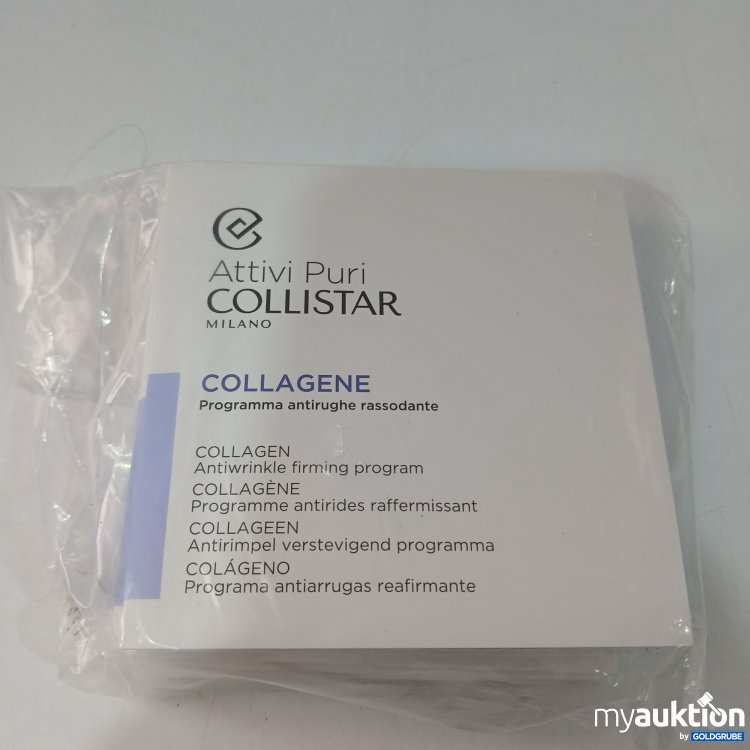 Attivi Puri
COLLISTAR
MILANO
COLLAGENE
Programma antirughe rassodante
COLLAGEN
Antiwrinkle firming program
COLLAGÈNE
Programme antirides raffermissant
COLLAGEEN
Antirimpel verstevigend programma
COLÁGENO
Programa antiarrugas reafirmante
myauktion
by GOLDGRUBE